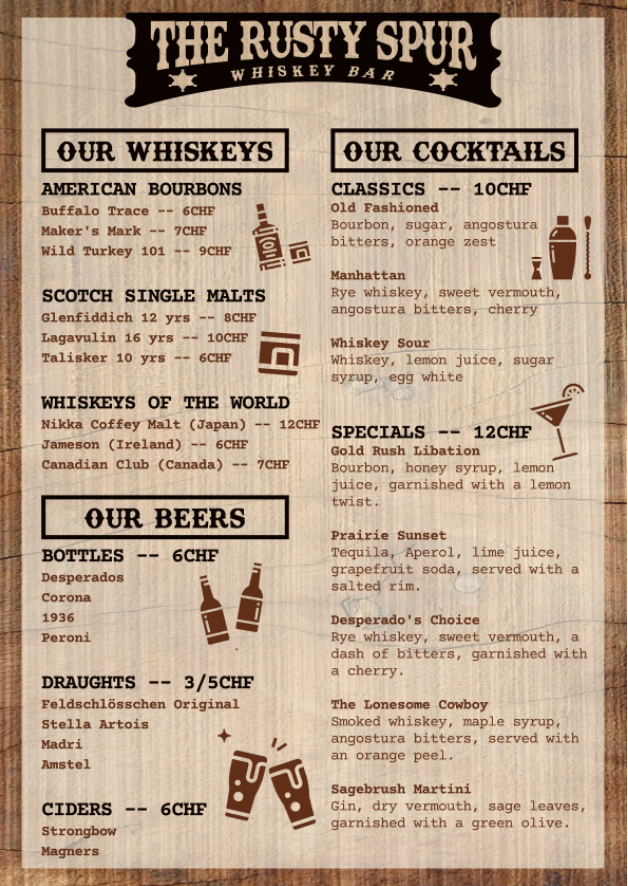 THE RUSTY SPUR
WHISKEY BAR
OUR WHISKEYS
AMERICAN BOURBONS
Buffalo Trace -- 6CHF
Maker's Mark -- 7CHF
Wild Turkey 101 -- 9CHF
SCOTCH SINGLE MALTS
Glenfiddich 12 yrs -- 8CHF
Lagavulin 16 yrs -- 10CHF
Talisker 10 yrs -- 6CHF
WHISKEYS OF THE WORLD
Nikka Coffey Malt (Japan) -- 12CHF
Jameson (Ireland) -- 6CHF
Canadian Club (Canada) -- 7CHF
OUR BEERS
BOTTLES -- 6CHF
Desperados
Corona
1936
Peroni
DRAUGHTS -- 3/5CHF
Feldschlösschen Original
Stella Artois
Madri
Amstel
CIDERS -- 6CHF
Strongbow
Magners
OUR COCKTAILS
CLASSICS -- 10CHF
Old Fashioned
Bourbon, sugar, angostura
bitters, orange zest
Manhattan
Rye whiskey, sweet vermouth,
angostura bitters, cherry
Whiskey Sour
Whiskey, lemon juice, sugar
syrup, egg white
SPECIALS -- 12CHF
Gold Rush Libation
Bourbon, honey syrup, lemon
juice, garnished with a lemon
twist.
Prairie Sunset
Tequila, Aperol, lime juice,
grapefruit soda, served with a
salted rim.
Desperado's Choice
Rye whiskey, sweet vermouth, a
dash of bitters, garnished with
a cherry.
The Lonesome Cowboy
Smoked whiskey, maple syrup,
angostura bitters, served with
an orange peel.
Sagebrush Martini
Gin, dry vermouth, sage leaves,
garnished with a green olive.